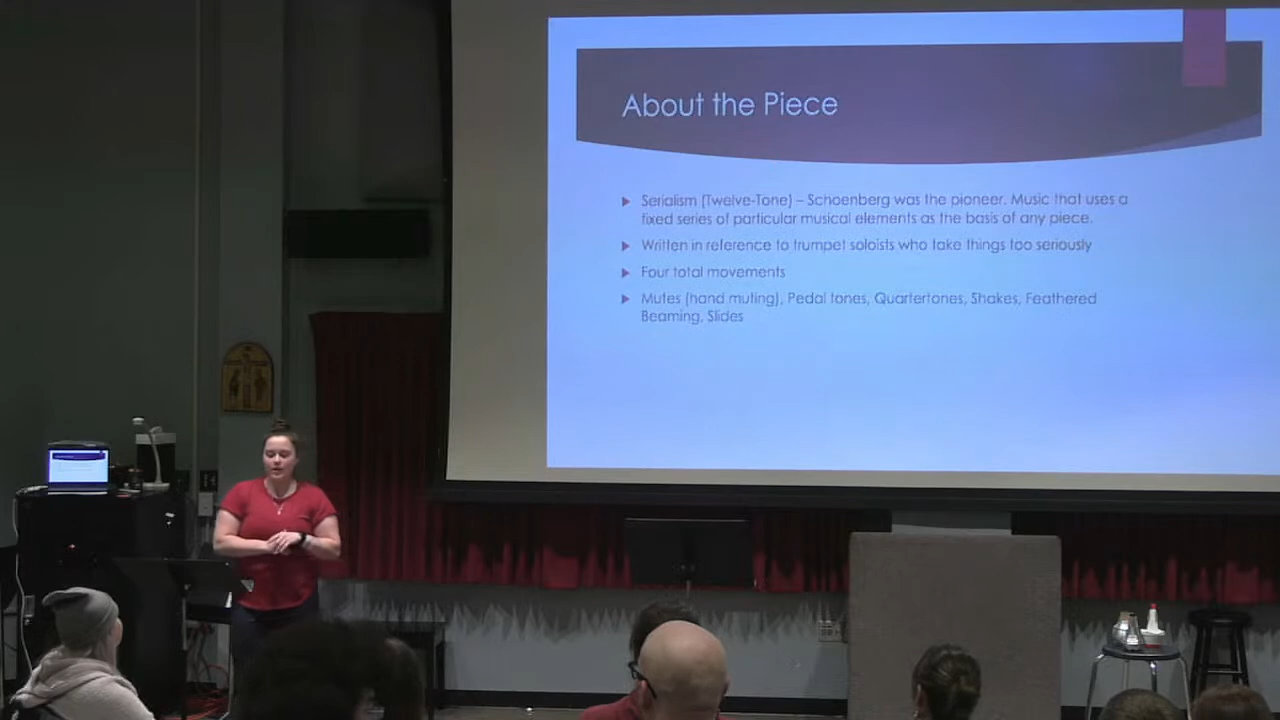 About the Piece
Serialism (Twelve-Tone) – Schoenberg was the pioneer. Music that uses a
fixed series of particular musical elements as the basis of any piece.
Written in reference to trumpet soloists who take things too seriously
Four total movements
Mutes (hand muting), Pedal tones, Quartertones, Shakes, Feathered
Beaming, Slides